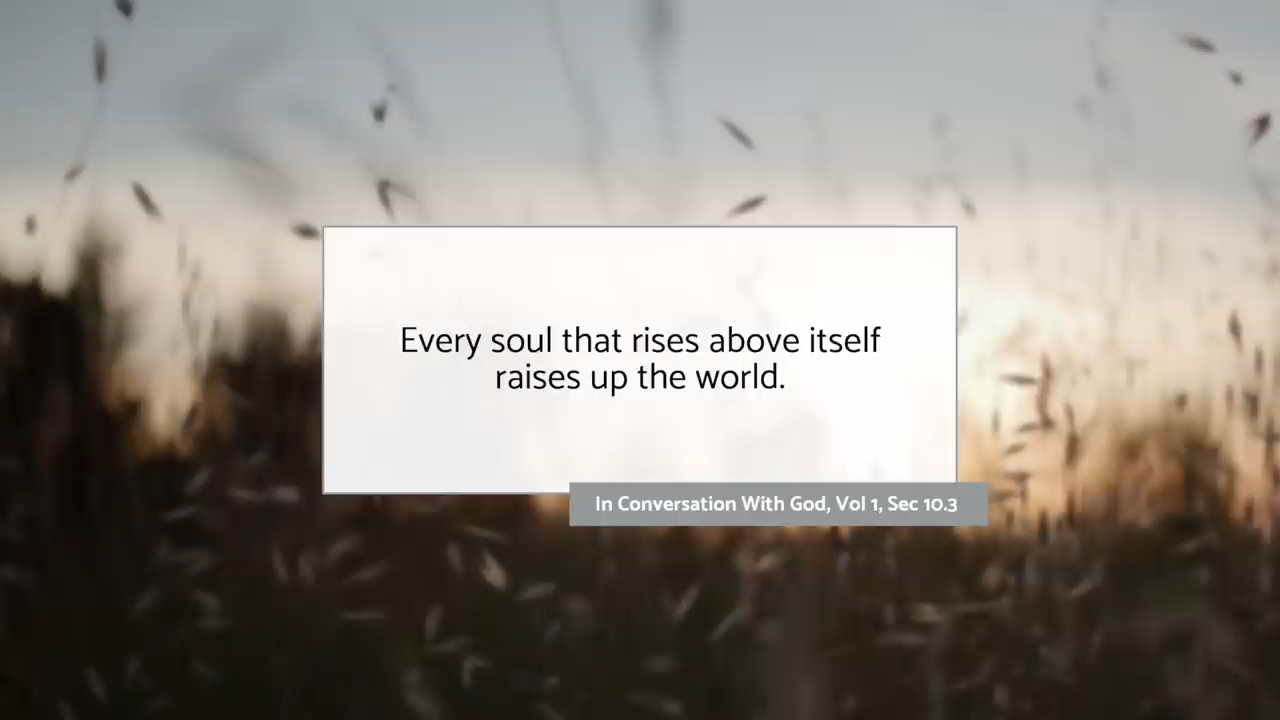 Every soul that rises above itself
raises up the world.
In Conversation With God, Vol 1, Sec 10.3